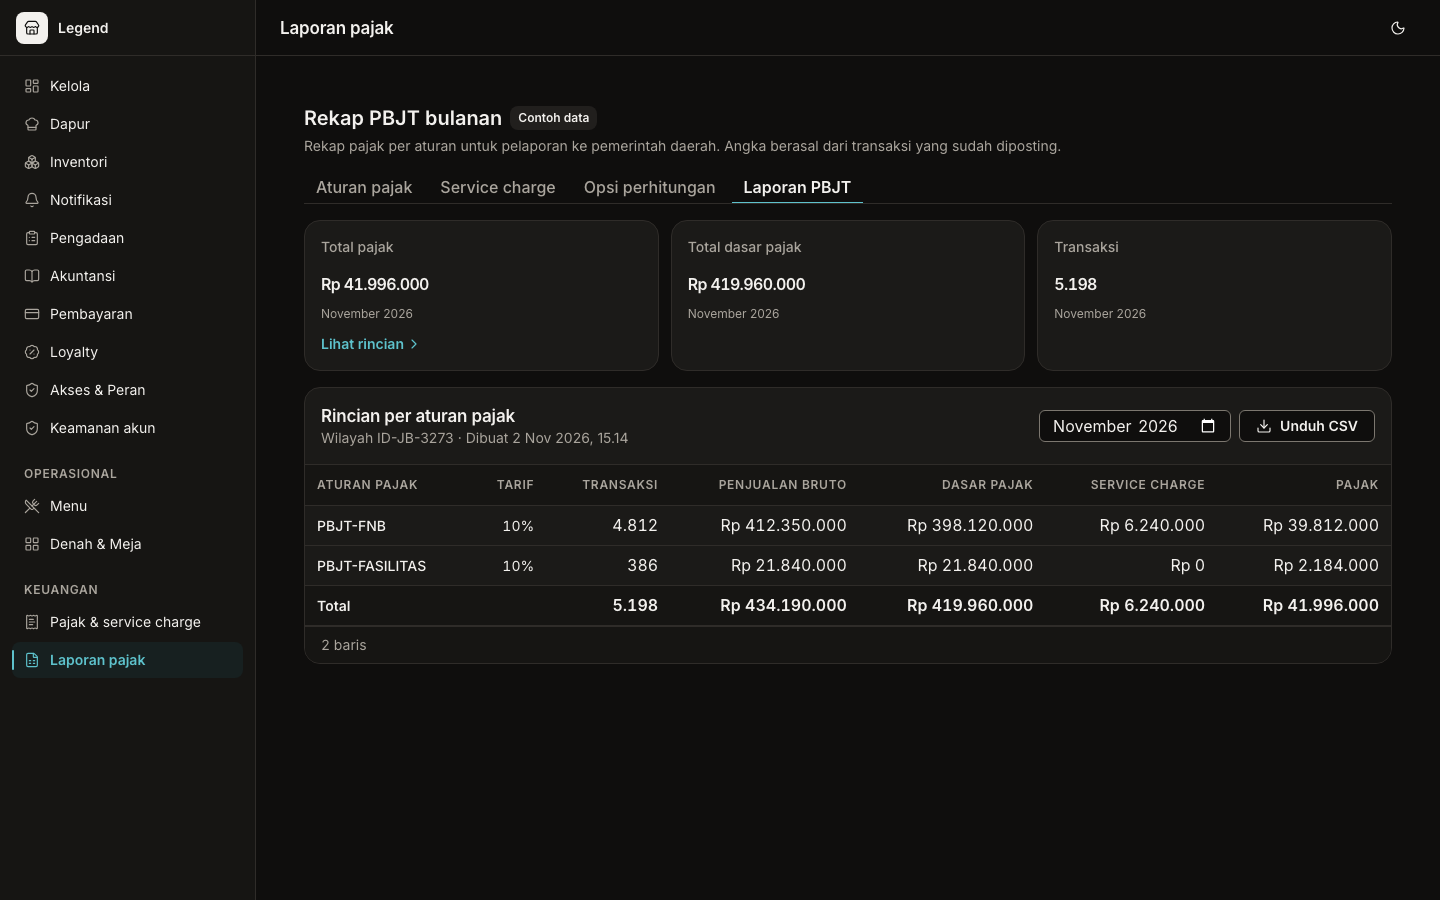 Legend
Laporan pajak
Kelola
Dapur
Inventori
Notifikasi
Pengadaan
Akuntansi
Pembayaran
Loyalty
Akses & Peran
Keamanan akun
OPERASIONAL
Menu
Denah & Meja
KEUANGAN
Pajak & service charge
Laporan pajak
Rekap PBJT bulanan Contoh data
Rekap pajak per aturan untuk pelaporan ke pemerintah daerah. Angka berasal dari transaksi yang sudah diposting.
Aturan pajak Service charge Opsi perhitungan Laporan PBJT
Total pajak
Rp 41.996.000
November 2026
Lihat rincian
Total dasar pajak
Rp 419.960.000
November 2026
Transaksi
5.198
November 2026
Rincian per aturan pajak
Wilayah ID-JB-3273 · Dibuat 2 Nov 2026, 15.14
November 2026
Unduh CSV
ATURAN PAJAK TARIF TRANSAKSI PENJUALAN BRUTO DASAR PAJAK SERVICE CHARGE PAJAK
PBJT-FNB 10% 4.812 Rp 412.350.000 Rp 398.120.000 Rp 6.240.000 Rp 39.812.000
PBJT-FASILITAS 10% 386 Rp 21.840.000 Rp 21.840.000 Rp 0 Rp 2.184.000
Total 5.198 Rp 434.190.000 Rp 419.960.000 Rp 6.240.000 Rp 41.996.000
2 baris